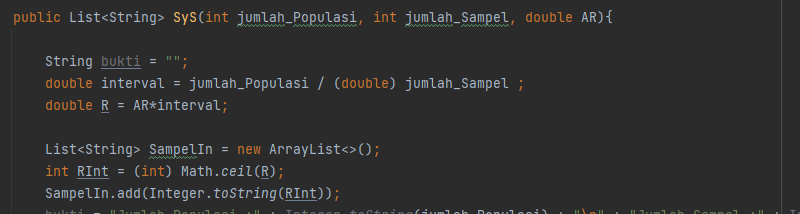 public List<String> SyS(int jumlah_Populasi, int jumlah_Sampel, double AR){
String bukti = "";
double interval = jumlah_Populasi / (double) jumlah_Sampel ;
double R = AR*interval;
List<String> SampelIn = new ArrayList<>();
int RInt = (int) Math.ceil(R);
SampelIn.add(Integer.toString(RInt));
bukti = "Jumlah Populasi :" + Integer.toString(jumlah_Populasi) + "\n" + "Jumlah Sampel :" + I